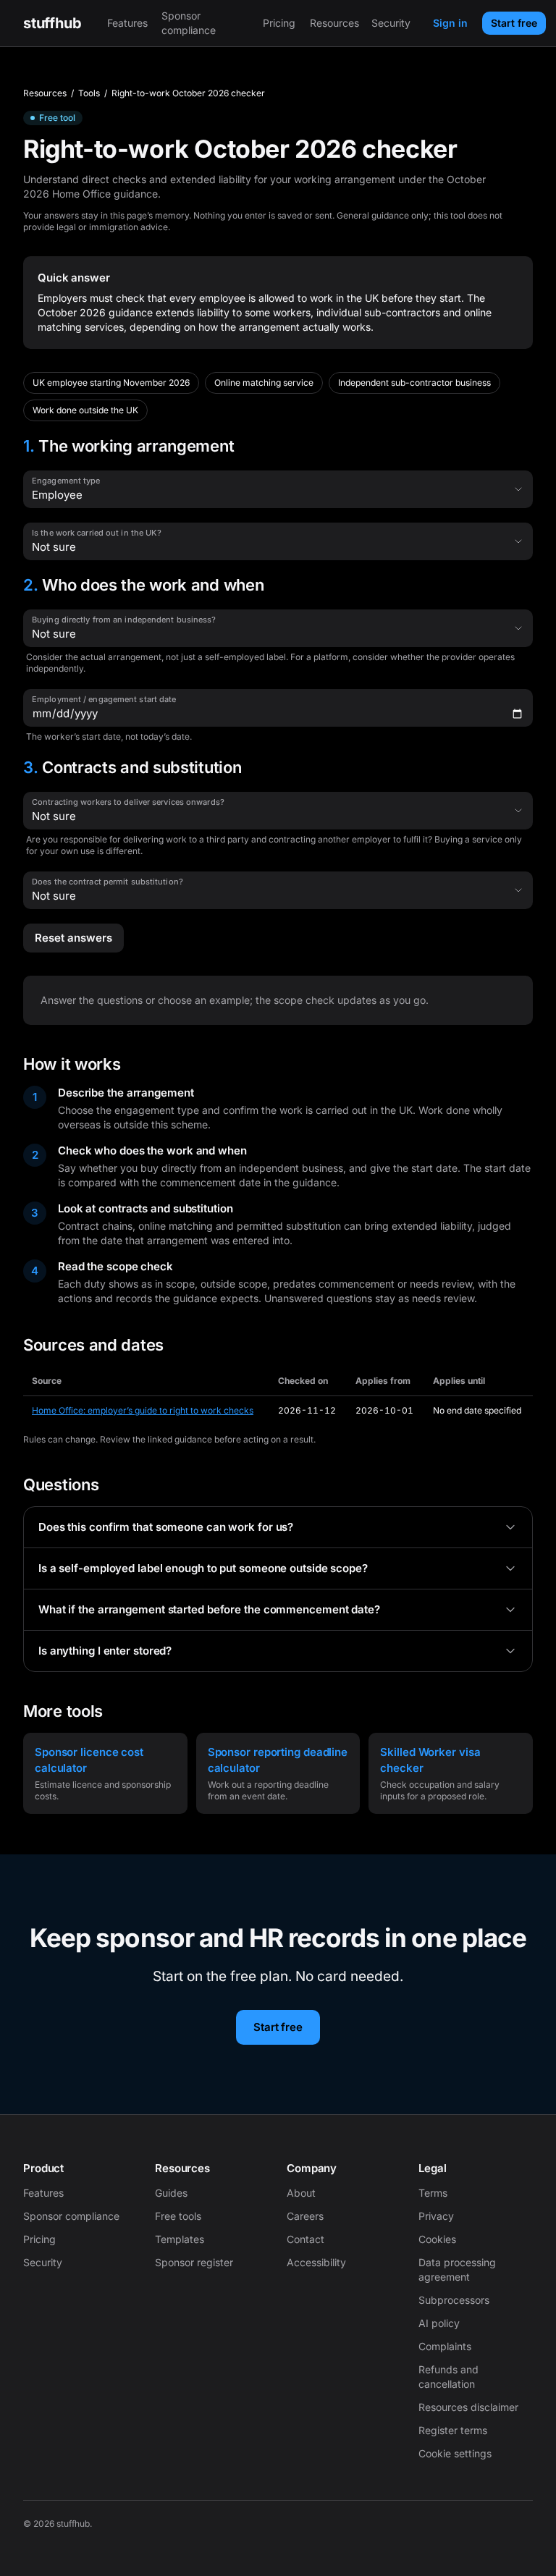 stuffhub
Features
Sponsor
compliance
Pricing
Resources
Security
Sign in
Start free
Resources / Tools / Right-to-work October 2026 checker
Free tool
Right-to-work October 2026 checker
Understand direct checks and extended liability for your working arrangement under the October
2026 Home Office guidance.
Your answers stay in this page's memory. Nothing you enter is saved or sent. General guidance only; this tool does not
provide legal or immigration advice.
Quick answer
Employers must check that every employee is allowed to work in the UK before they start. The
October 2026 guidance extends liability to some workers, individual sub-contractors and online
matching services, depending on how the arrangement actually works.
UK employee starting November 2026
Online matching service
Independent sub-contractor business
Work done outside the UK
1. The working arrangement
Engagement type
Employee
Is the work carried out in the UK?
Not sure
2. Who does the work and when
Buying directly from an independent business?
Not sure
Consider the actual arrangement, not just a self-employed label. For a platform, consider whether the provider operates
independently.
Employment / engagement start date
mm/dd/yyyy
The worker's start date, not today's date.
3. Contracts and substitution
Contracting workers to deliver services onwards?
Not sure
Are you responsible for delivering work to a third party and contracting another employer to fulfil it? Buying a service only
for your own use is different.
Does the contract permit substitution?
Not sure
Reset answers
Answer the questions or choose an example; the scope check updates as you go.
How it works
1
Describe the arrangement
Choose the engagement type and confirm the work is carried out in the UK. Work done wholly
overseas is outside this scheme.
2
Check who does the work and when
Say whether you buy directly from an independent business, and give the start date. The start date
is compared with the commencement date in the guidance.
3
Look at contracts and substitution
Contract chains, online matching and permitted substitution can bring extended liability, judged
from the date that arrangement was entered into.
4
Read the scope check
Each duty shows as in scope, outside scope, predates commencement or needs review, with the
actions and records the guidance expects. Unanswered questions stay as needs review.
Sources and dates
Source Checked on Applies from Applies until
Home Office: employer's guide to right to work checks 2026-11-12 2026-10-01 No end date specified
Rules can change. Review the linked guidance before acting on a result.
Questions
Does this confirm that someone can work for us?
Is a self-employed label enough to put someone outside scope?
What if the arrangement started before the commencement date?
Is anything I enter stored?
More tools
Sponsor licence cost
calculator
Estimate licence and sponsorship
costs.
Sponsor reporting deadline
calculator
Work out a reporting deadline
from an event date.
Skilled Worker visa
checker
Check occupation and salary
inputs for a proposed role.
Keep sponsor and HR records in one place
Start on the free plan. No card needed.
Start free
Product
Features
Sponsor compliance
Pricing
Security
Resources
Guides
Free tools
Templates
Sponsor register
Company
About
Careers
Contact
Accessibility
Legal
Terms
Privacy
Cookies
Data processing
agreement
Subprocessors
AI policy
Complaints
Refunds and
cancellation
Resources disclaimer
Register terms
Cookie settings
© 2026 stuffhub.